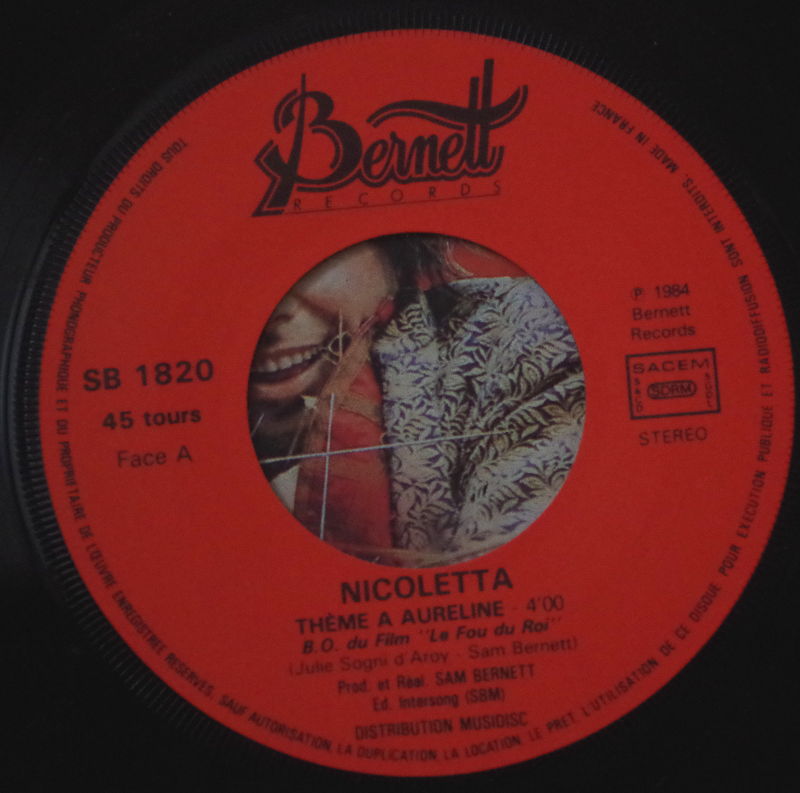 Bernett
RECORDS
TOUS DROITS DU PRODUCTEUR PHONOGRAPHIQUE ET DU PROPRIETAIRE DE L'ŒUVRE ENREGISTREE RESERVES. SAUF AUTORISATION, LA DUPLICATION, LA LOCATION, LE PRET, L'UTILISATION DE CE DISQUE POUR EXECUTION PUBLIQUE ET RADIODIFFUSION SONT INTERDITS. MADE IN FRANCE
SB 1820
45 tours
Face A
Ⓟ 1984
Bernett
Records
SACEM
SACD
SDRM
SGDL
STEREO
NICOLETTA
THÈME A AURELINE - 4'00
B.O. du Film "Le Fou du Roi"
(Julie Sogni d'Aroy - Sam Bernett)
Prod. et Réal. SAM BERNETT
Ed. Intersong (SBM)
DISTRIBUTION MUSIDISC